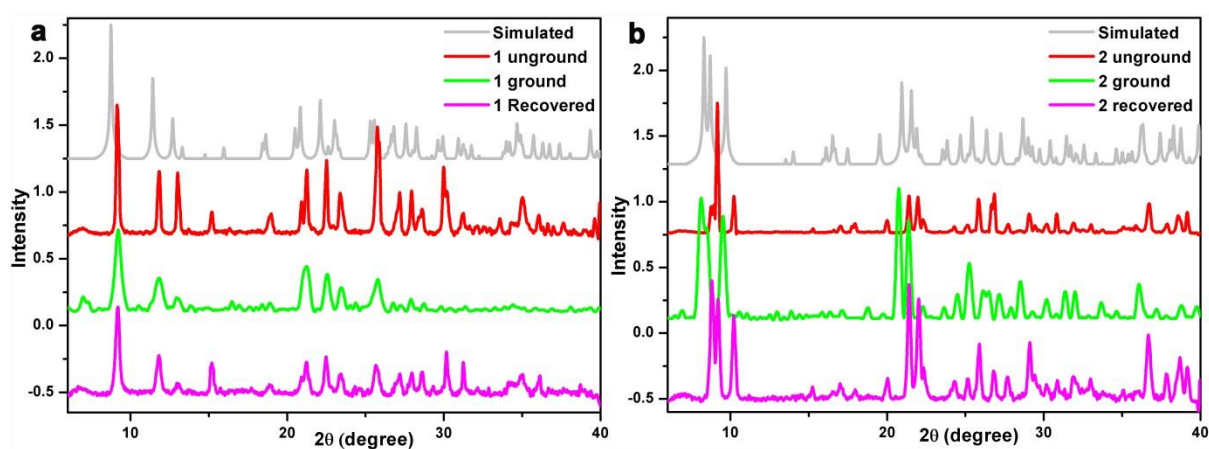 a
Simulated
1 unground
1 ground
1 Recovered
2.0
1.5
1.0
0.5
0.0
-0.5
Intensity
10 20 30 40
2θ (degree)
b
Simulated
2 unground
2 ground
2 recovered
2.0
1.5
1.0
0.5
0.0
-0.5
Intensity
10 20 30 40
2θ (degree)